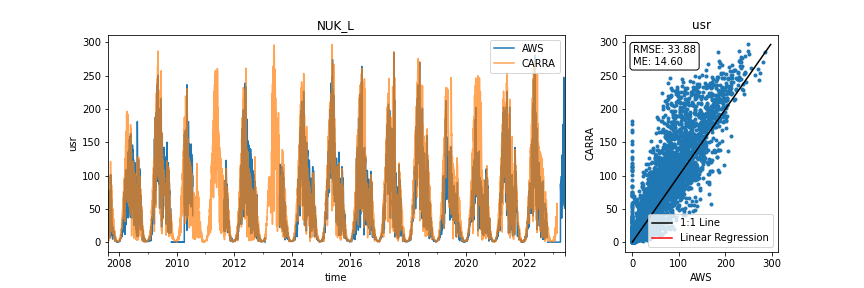 NUK_L
usr
300
250
200
150
100
50
0
2008
2010
2012
2014
2016
2018
2020
2022
time
AWS
CARRA
usr
CARRA
300
250
200
150
100
50
0
0
100
200
300
AWS
RMSE: 33.88
ME: 14.60
1:1 Line
Linear Regression